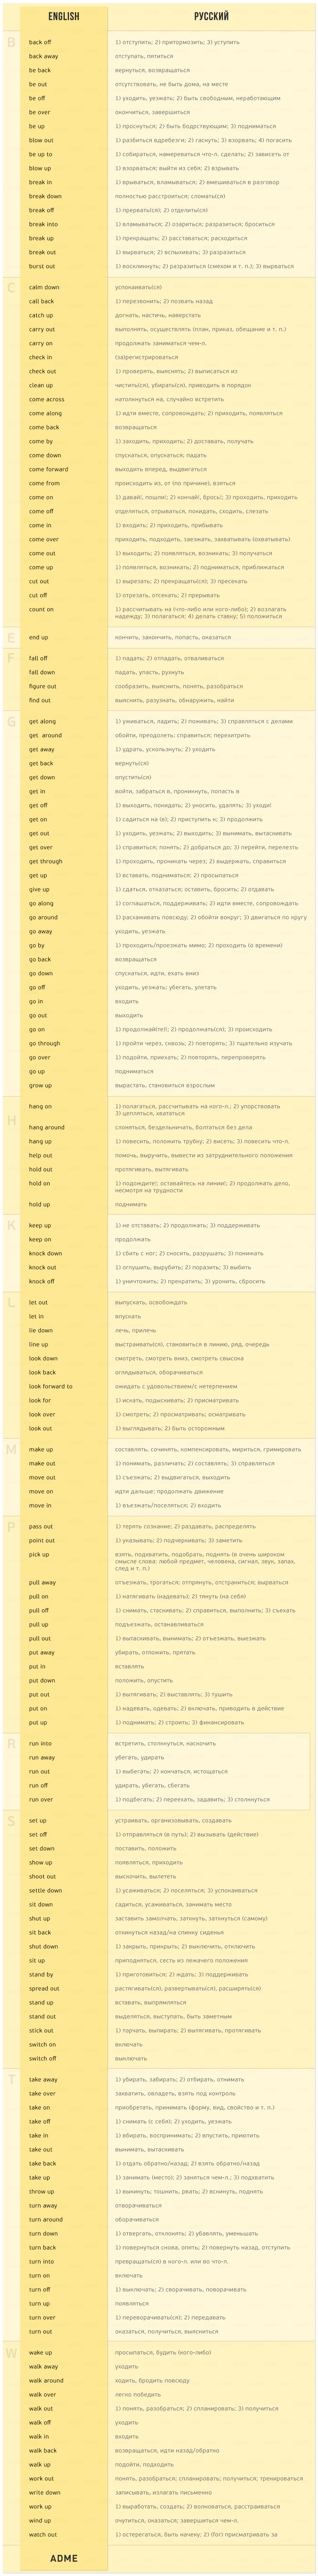 ENGLISH РУССКИЙ
B
back off 1) отступить; 2) притормозить; 3) уступить
back away отступать, пятиться
be back вернуться, возвращаться
be out отсутствовать, не быть дома, на месте
be off 1) уходить, уезжать; 2) быть свободным, неработающим
be over окончиться, завершиться
be up 1) проснуться; 2) быть бодрствующим; 3) подниматься
blow out 1) разбиться вдребезги; 2) гаснуть; 3) взорвать; 4) погасить
be up to 1) собираться, намереваться что-л. сделать; 2) зависеть от
blow up 1) взорваться; 2) выйти из себя; 2) взрывать
break in 1) врываться, вламываться; 2) вмешиваться в разговор
break down полностью расстроиться; сломать(ся)
break off 1) прервать(ся); 2) отделить(ся)
break into 1) вламываться; 2) озариться; разразиться; броситься
break up 1) прекращать; 2) расставаться; расходиться
break out 1) вырваться; 2) вспыхивать; 3) разразиться
burst out 1) воскликнуть; 2) разразиться (смехом и т. п.); 3) вырваться
C
calm down успокаивать(ся)
call back 1) перезвонить; 2) позвать назад
catch up догнать, настичь, наверстать
carry out выполнять, осуществлять (план, приказ, обещание и т. п.)
carry on продолжать заниматься чем-л.
check in (за)регистрироваться
check out 1) проверять, выяснять; 2) выписаться из
clean up чистить(ся), убирать(ся), приводить в порядок
come across натолкнуться на, случайно встретить
come along 1) идти вместе, сопровождать; 2) приходить, появляться
come back возвращаться
come by 1) заходить, приходить; 2) доставать, получать
come down спускаться, опускаться; падать
come forward выходить вперед, выдвигаться
come from происходить из, от (по причине), взяться
come on 1) давай!, пошли!; 2) кончай!, брось!; 3) проходить, приходить
come off отделяться, отрываться, покидать, сходить, слезать
come in 1) входить; 2) приходить, прибывать
come over приходить, подходить, заезжать, захватывать (охватывать)
come out 1) выходить; 2) появляться, возникать; 3) получаться
come up 1) появляться, возникать; 2) подниматься; приближаться
cut out 1) вырезать; 2) прекращать(ся); 3) пресекать
cut off 1) отрезать, отсекать; 2) прерывать
count on 1) рассчитывать на (что-либо или кого-либо); 2) возлагать
надежду; 3) полагаться; 4) делать ставку; 5) положиться
E
end up кончить, закончить, попасть, оказаться
F
fall off 1) падать; 2) отпадать, отваливаться
fall down падать, упасть, рухнуть
figure out сообразить, выяснить, понять, разобраться
find out выяснить, разузнать, обнаружить, найти
G
get along 1) уживаться, ладить; 2) поживать; 3) справляться с делами
get around обойти, преодолеть; справиться; перехитрить
get away 1) удрать, ускользнуть; 2) уходить
get back вернуть(ся)
get down опустить(ся)
get in войти, забраться в, проникнуть, попасть в
get off 1) выходить, покидать; 2) уносить, удалять; 3) уходи!
get on 1) садиться на (в); 2) приступить к; 3) продолжить
get out 1) уходить, уезжать; 2) выходить; 3) вынимать, вытаскивать
get over 1) справиться; понять; 2) добраться до; 3) перейти, перелезть
get through 1) проходить, проникать через; 2) выдержать, справиться
get up 1) вставать, подниматься; 2) просыпаться
give up 1) сдаться, отказаться; оставить, бросить; 2) отдавать
go along 1) соглашаться, поддерживать; 2) идти вместе, сопровождать
go around 1) расхаживать повсюду; 2) обойти вокруг; 3) двигаться по кругу
go away уходить, уезжать
go by 1) проходить/проезжать мимо; 2) проходить (о времени)
go back возвращаться
go down спускаться, идти, ехать вниз
go off уходить, уезжать; убегать, улетать
go in входить
go out выходить
go on 1) продолжай(те)!; 2) продолжать(ся); 3) происходить
go through 1) пройти через, сквозь; 2) повторять; 3) тщательно изучать
go over 1) подойти, приехать; 2) повторять, перепроверять
go up подниматься
grow up вырастать, становиться взрослым
H
hang on 1) полагаться, рассчитывать на кого-л.; 2) упорствовать
3) цепляться, хвататься
hang around слоняться, бездельничать, болтаться без дела
hang up 1) повесить, положить трубку; 2) висеть; 3) повесить что-л.
help out помочь, выручить, вывести из затруднительного положения
hold out протягивать, вытягивать
hold on 1) подождите!; оставайтесь на линии!; 2) продолжать дело,
несмотря на трудности
hold up поднимать
K
keep up 1) не отставать; 2) продолжать; 3) поддерживать
keep on продолжать
knock down 1) сбить с ног; 2) сносить, разрушать; 3) понижать
knock out 1) оглушить, вырубить; 2) поразить; 3) выбить
knock off 1) уничтожить; 2) прекратить; 3) уронить, сбросить
L
let out выпускать, освобождать
let in впускать
lie down лечь, прилечь
line up выстраивать(ся), становиться в линию, ряд, очередь
look down смотреть, смотреть вниз, смотреть свысока
look back оглядываться, оборачиваться
look forward to ожидать с удовольствием/с нетерпением
look for 1) искать, подыскивать; 2) присматривать
look over 1) смотреть; 2) просматривать; осматривать
look out 1) выглядывать; 2) быть осторожным
M
make up составлять, сочинять, компенсировать, мириться, гримировать
make out 1) понимать, различать; 2) составлять; 3) справляться
move out 1) съезжать; 2) выдвигаться, выходить
move on идти дальше; продолжать движение
move in 1) въезжать/поселяться; 2) входить
P
pass out 1) терять сознание; 2) раздавать, распределять
point out 1) указывать; 2) подчеркивать; 3) заметить
pick up взять, подхватить, подобрать, поднять (в очень широком
смысле слова: любой предмет, человека, сигнал, звук, запах,
след и т. п.)
pull away отъезжать, трогаться; отпрянуть, отстраниться; вырваться
pull on 1) натягивать (надевать); 2) тянуть (на себя)
pull off 1) снимать, стаскивать; 2) справиться, выполнить; 3) съехать
pull up подъезжать, останавливаться
pull out 1) вытаскивать, вынимать; 2) отъезжать, выезжать
put away убирать, отложить, прятать
put in вставлять
put down положить, опустить
put out 1) вытягивать; 2) выставлять; 3) тушить
put on 1) надевать, одевать; 2) включать, приводить в действие
put up 1) поднимать; 2) строить; 3) финансировать
R
run into встретить, столкнуться, наскочить
run away убегать, удирать
run out 1) выбегать; 2) кончаться, истощаться
run off удирать, убегать, сбегать
run over 1) подбегать; 2) переехать, задавить; 3) столкнуться
S
set up устраивать, организовывать, создавать
set off 1) отправляться (в путь); 2) вызывать (действие)
set down поставить, положить
show up появляться, приходить
shoot out выскочить, вылететь
settle down 1) усаживаться; 2) поселяться; 3) успокаиваться
sit down садиться, усаживаться, занимать место
shut up заставить замолчать, заткнуть, заткнуться (самому)
sit back откинуться назад/на спинку сиденья
shut down 1) закрыть, прикрыть; 2) выключить, отключить
sit up приподняться, сесть из лежачего положения
stand by 1) приготовиться; 2) ждать; 3) поддерживать
spread out растягивать(ся), развертывать(ся), расширять(ся)
stand up вставать, выпрямляться
stand out выделяться, выступать, быть заметным
stick out 1) торчать, выпирать; 2) вытягивать, протягивать
switch on включать
switch off выключать
T
take away 1) убирать, забирать; 2) отбирать, отнимать
take over захватить, овладеть, взять под контроль
take on приобретать, принимать (форму, вид, свойство и т. п.)
take off 1) снимать (с себя); 2) уходить, уезжать
take in 1) вбирать, воспринимать; 2) впустить, приютить
take out вынимать, вытаскивать
take back 1) отдать обратно/назад; 2) взять обратно/назад
take up 1) занимать (место); 2) заняться чем-л.; 3) подхватить
throw up 1) выкинуть; тошнить, рвать; 2) вскинуть, поднять
turn away отворачиваться
turn around оборачиваться
turn down 1) отвергать, отклонять; 2) убавлять, уменьшать
turn back 1) повернуться снова, опять; 2) повернуть назад, отступить
turn into превращать(ся) в кого-л. или во что-л.
turn on включать
turn off 1) выключать; 2) сворачивать, поворачивать
turn up появляться
turn over 1) переворачивать(ся); 2) передавать
turn out оказаться, получиться, выясниться
W
wake up просыпаться, будить (кого-либо)
walk away уходить
walk around ходить, бродить повсюду
walk over легко победить
walk out 1) понять, разобраться; 2) спланировать; 3) получиться
walk off уходить
walk in входить
walk back возвращаться, идти назад/обратно
walk up подойти, подходить
work out понять, разобраться; спланировать; получиться; тренироваться
write down записывать, излагать письменно
work up 1) выработать, создать; 2) волноваться, расстраиваться
wind up очутиться, оказаться; завершиться чем-л.
watch out 1) остерегаться, быть начеку; 2) (for) присматривать за
ADME